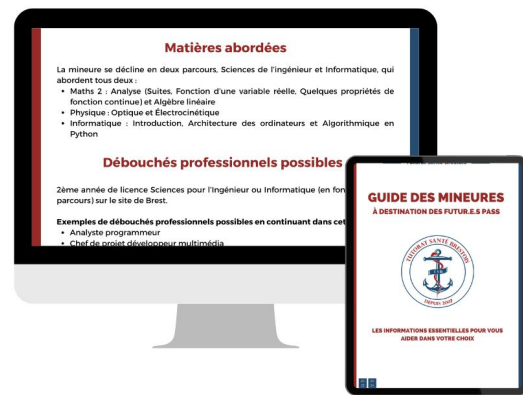 Matières abordées
La mineure se décline en deux parcours, Sciences de l'ingénieur et Informatique, qui
abordent tous deux :
• Maths 2 : Analyse (Suites, Fonction d'une variable réelle, Quelques propriétés de
fonction continue) et Algèbre linéaire
• Physique : Optique et Électrocinétique
• Informatique : Introduction, Architecture des ordinateurs et Algorithmique en
Python
Débouchés professionnels possibles
2ème année de licence Sciences pour l'Ingénieur ou Informatique (en fon
parcours) sur le site de Brest.
Exemples de débouchés professionnels possibles en continuant dans cet
• Analyste programmeur
• Chef de projet développeur multimédia
GUIDE DES MINEURES
À DESTINATION DES FUTUR.E.S PASS
TUTORAT SANTÉ BRESTOIS
DEPUIS 2007
LES INFORMATIONS ESSENTIELLES POUR VOUS
AIDER DANS VOTRE CHOIX